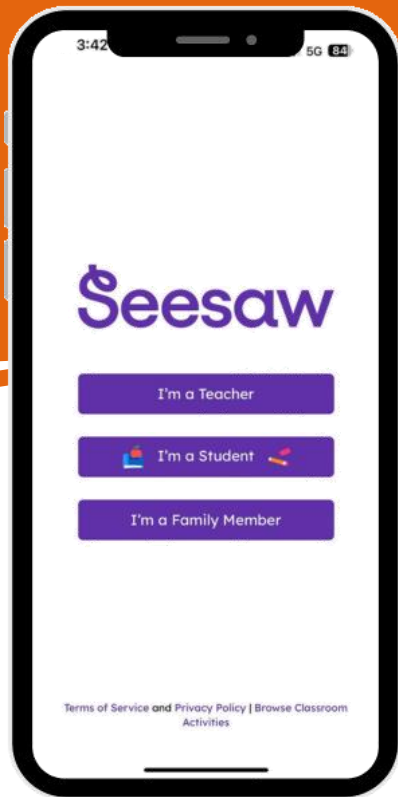 3:42
5G 84
Seesaw
I'm a Teacher
I'm a Student
I'm a Family Member
Terms of Service and Privacy Policy | Browse Classroom
Activities